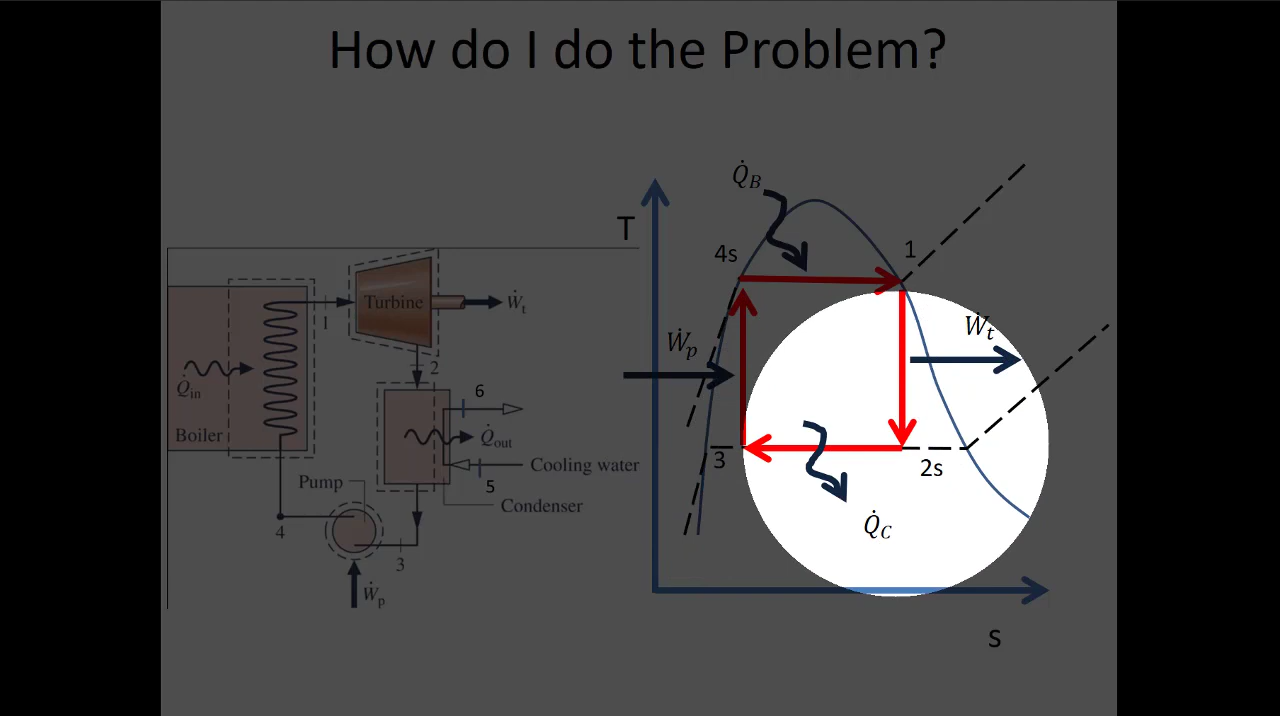 How do I do the Problem?
Q̇B
T
4s
1
Turbine
Ẇt
1
Ẇt
Ẇp
2
Q̇in
6
Boiler
Q̇out
3
2s
Cooling water
Pump
5
Condenser
Q̇C
4
3
Ẇp
s